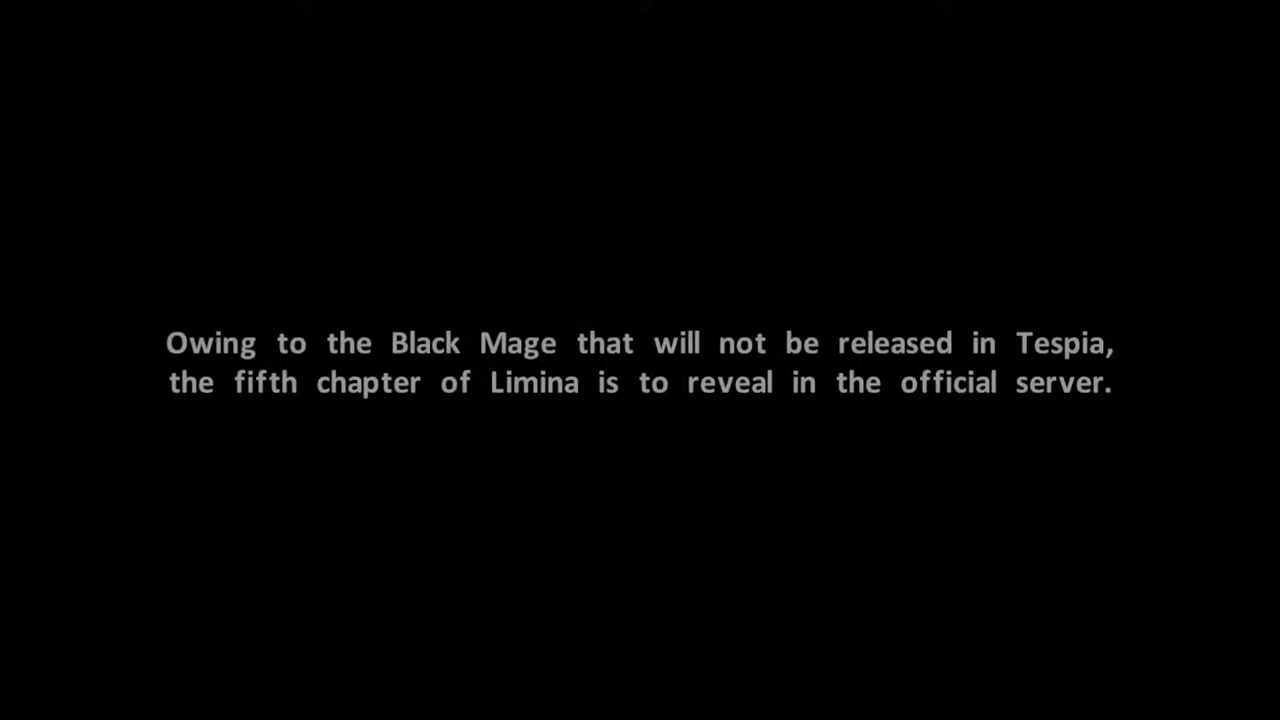 Owing to the Black Mage that will not be released in Tespia,
the fifth chapter of Limina is to reveal in the official server.